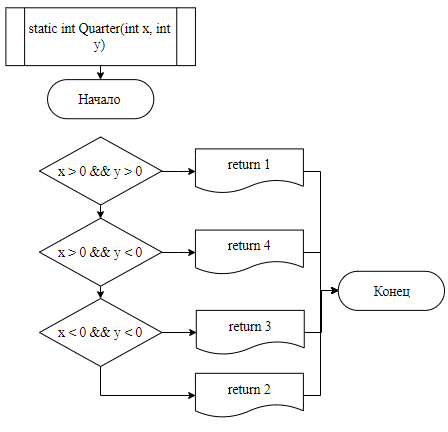 static int Quarter(int x, int
y)
Начало
x > 0 && y > 0
return 1
x > 0 && y < 0
return 4
Конец
x < 0 && y < 0
return 3
return 2